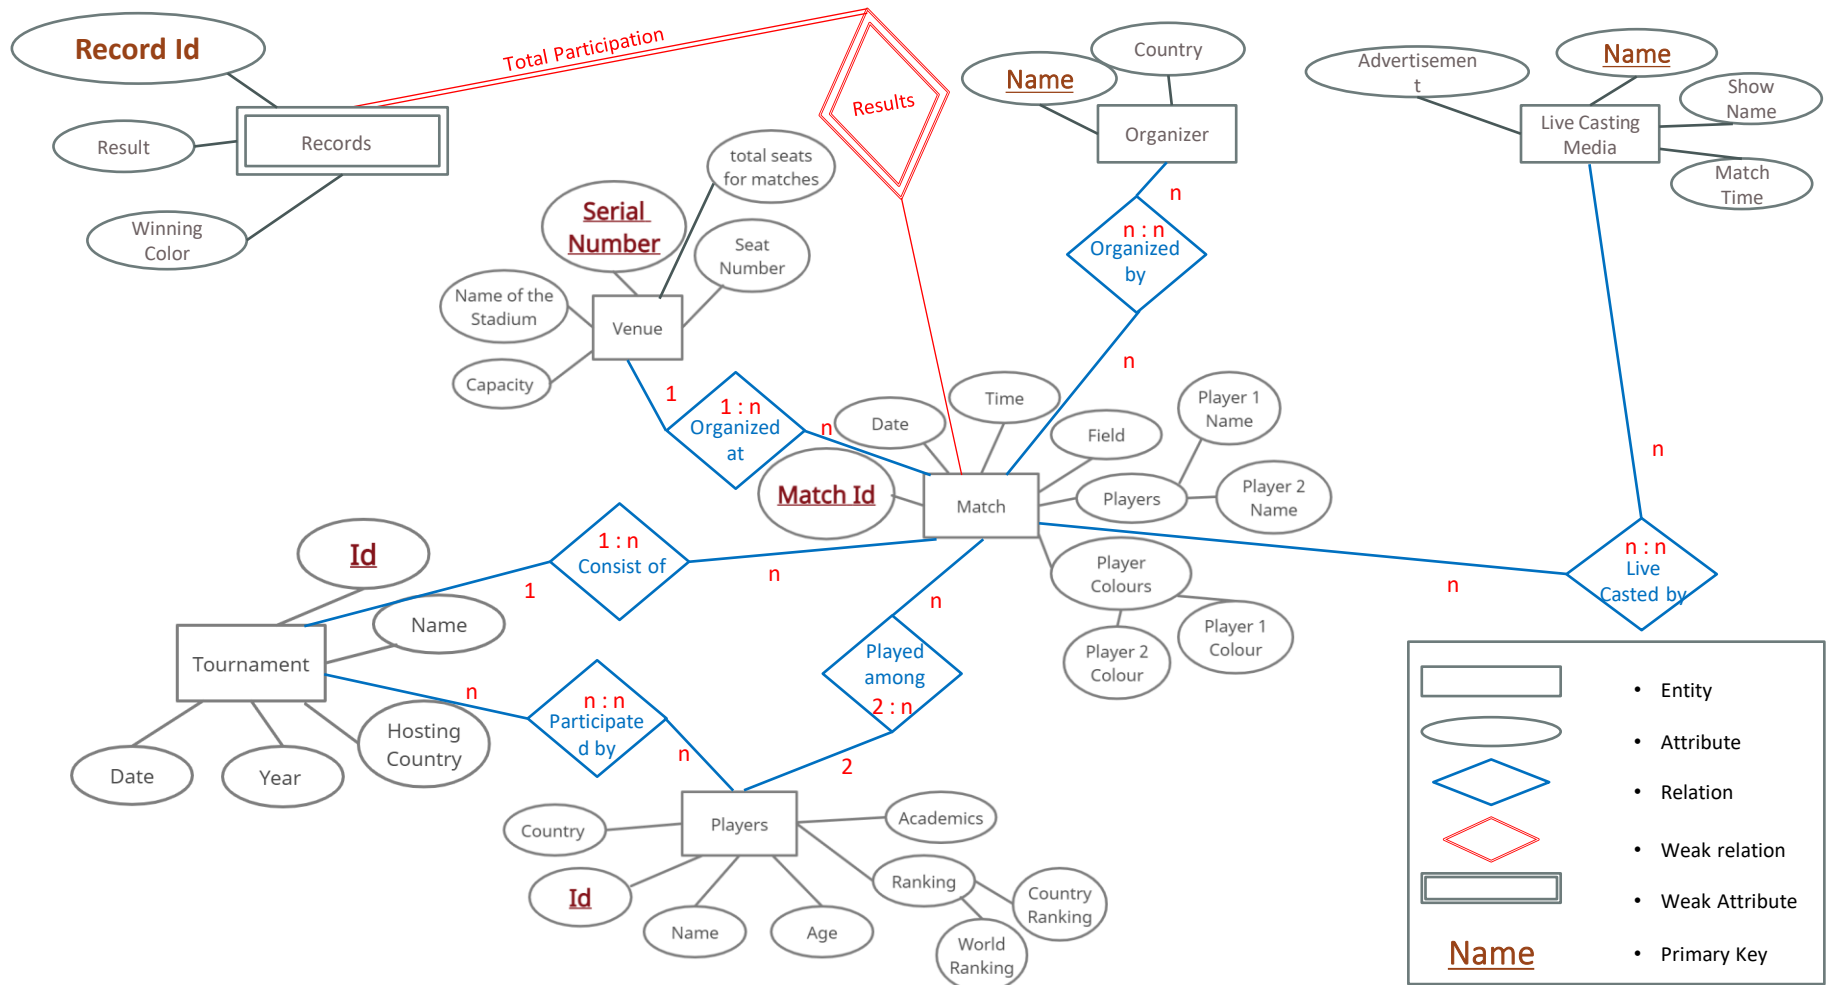 Record Id
Total Participation
Results
Result
Records
Winning
Color
Name
Country
Organizer
Advertisemen
t
Name
Show
Name
Live Casting
Media
Match
Time
total seats
for matches
Serial
Number
Seat
Number
Name of the
Stadium
Venue
Capacity
n
n : n
Organized
by
n
1
1 : n
Organized
at
n
Date
Time
Field
Player 1
Name
Players
Player 2
Name
Match Id
Match
Player
Colours
Player 2
Colour
Player 1
Colour
n
n : n
Live
Casted by
n
Id
1 : n
Consist of
1
n
Name
Tournament
Hosting
Country
Date
Year
n
n : n
Participate
d by
n
n
Played
among
2 : n
2
Players
Country
Id
Name
Age
Academics
Ranking
Country
Ranking
World
Ranking
• Entity
• Attribute
• Relation
• Weak relation
• Weak Attribute
Name
• Primary Key